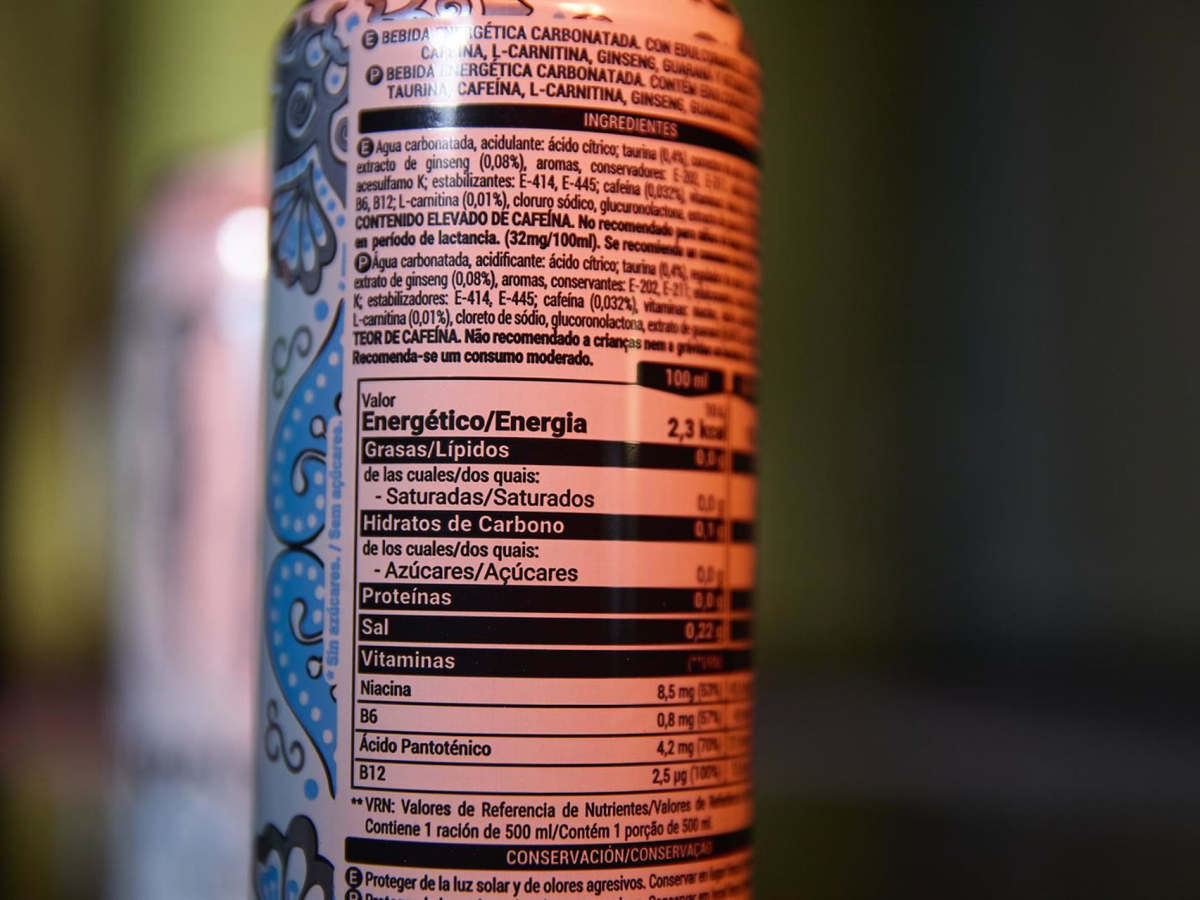 E BEBIDA ENERGÉTICA CARBONATADA. CON
CAFEÍNA, L-CARNITINA, GINSENG, GUARANÁ
P BEBIDA ENERGÉTICA CARBONATADA. CONTÉM
TAURINA, CAFEÍNA, L-CARNITINA, GINSENG,
INGREDIENTES
E Agua carbonatada, acidulante: ácido cítrico; taurina (0,4%),
extracto de ginseng (0,08%), aromas, conservadores: E-202,
acesulfamo K; estabilizantes: E-414, E-445; cafeína (0,032%),
B6, B12; L-carnitina (0,01%), cloruro sódico, glucuronolactona,
CONTENIDO ELEVADO DE CAFEÍNA. No recomendado para
en período de lactancia. (32mg/100ml). Se recomienda
P Água carbonatada, acidificante: ácido cítrico; taurina (0,4%),
extrato de ginseng (0,08%), aromas, conservantes: E-202, E-211
K; estabilizadores: E-414, E-445; cafeína (0,032%), vitaminas:
L-carnitina (0,01%), cloreto de sódio, glucoronolactona, extrato de
TEOR DE CAFEÍNA. Não recomendado a crianças nem a
Recomenda-se um consumo moderado.
100 ml
Valor
Energético/Energia 2,3 kcal
Grasas/Lípidos 0,0 g
de las cuales/dos quais:
- Saturadas/Saturados 0,0 g
Hidratos de Carbono 0,1 g
de los cuales/dos quais:
- Azúcares/Açúcares 0,0 g
Proteínas 0,0 g
Sal 0,22 g
Vitaminas (**VRN)
Niacina 8,5 mg (53%)
B6 0,8 mg (57%)
Ácido Pantoténico 4,2 mg (70%)
B12 2,5 µg (100%)
** VRN: Valores de Referencia de Nutrientes/Valores de
Contiene 1 ración de 500 ml/Contém 1 porção de 500 ml.
CONSERVACIÓN/CONSERVAÇÃO
E Proteger de la luz solar y de olores agresivos. Conservar en lugar
* Sin azúcares. / Sem açúcares.